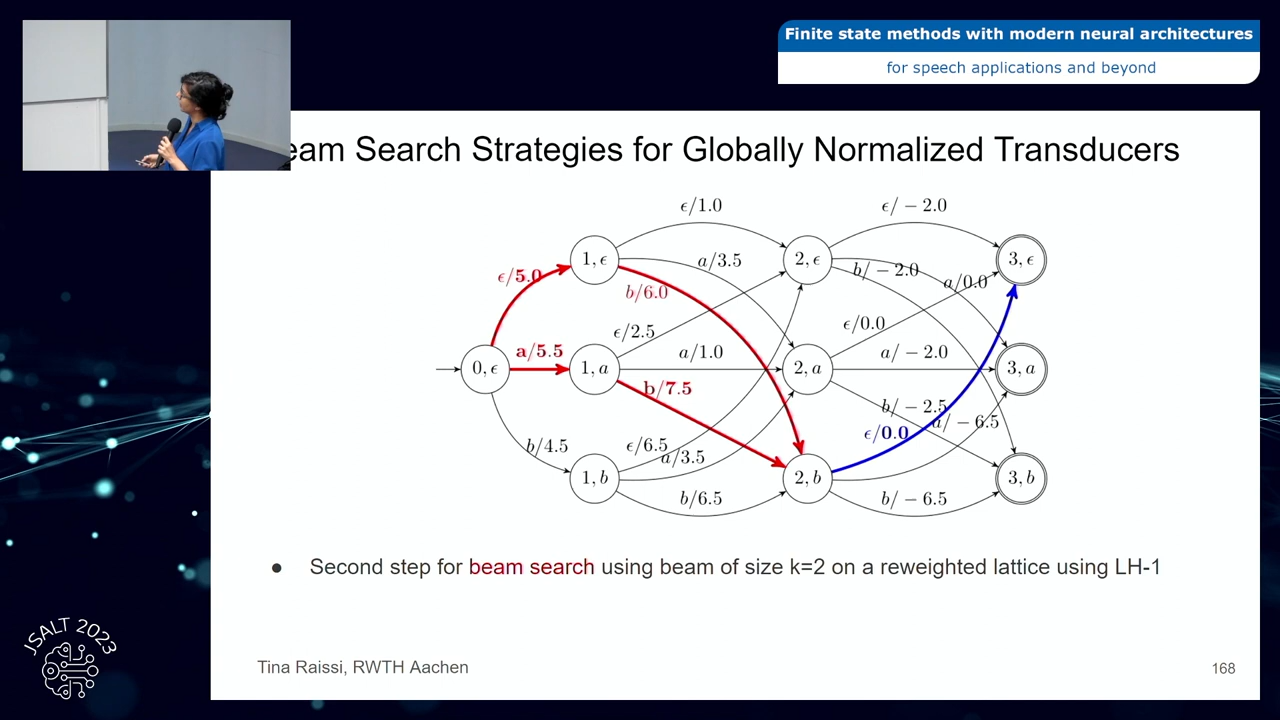 Finite state methods with modern neural architectures
for speech applications and beyond
eam Search Strategies for Globally Normalized Transducers
ϵ/1.0
ϵ/ − 2.0
1, ϵ
2, ϵ
3, ϵ
a/3.5
b/ − 2.0
a/0.0
ϵ/5.0
b/6.0
ϵ/2.5
ϵ/0.0
0, ϵ
a/5.5
1, a
a/1.0
2, a
a/ − 2.0
3, a
b/7.5
b/ − 2.5
a/ − 6.5
b/4.5
ϵ/6.5
a/3.5
ϵ/0.0
1, b
2, b
3, b
b/6.5
b/ − 6.5
● Second step for beam search using beam of size k=2 on a reweighted lattice using LH-1
JSALT 2023
Tina Raissi, RWTH Aachen
168